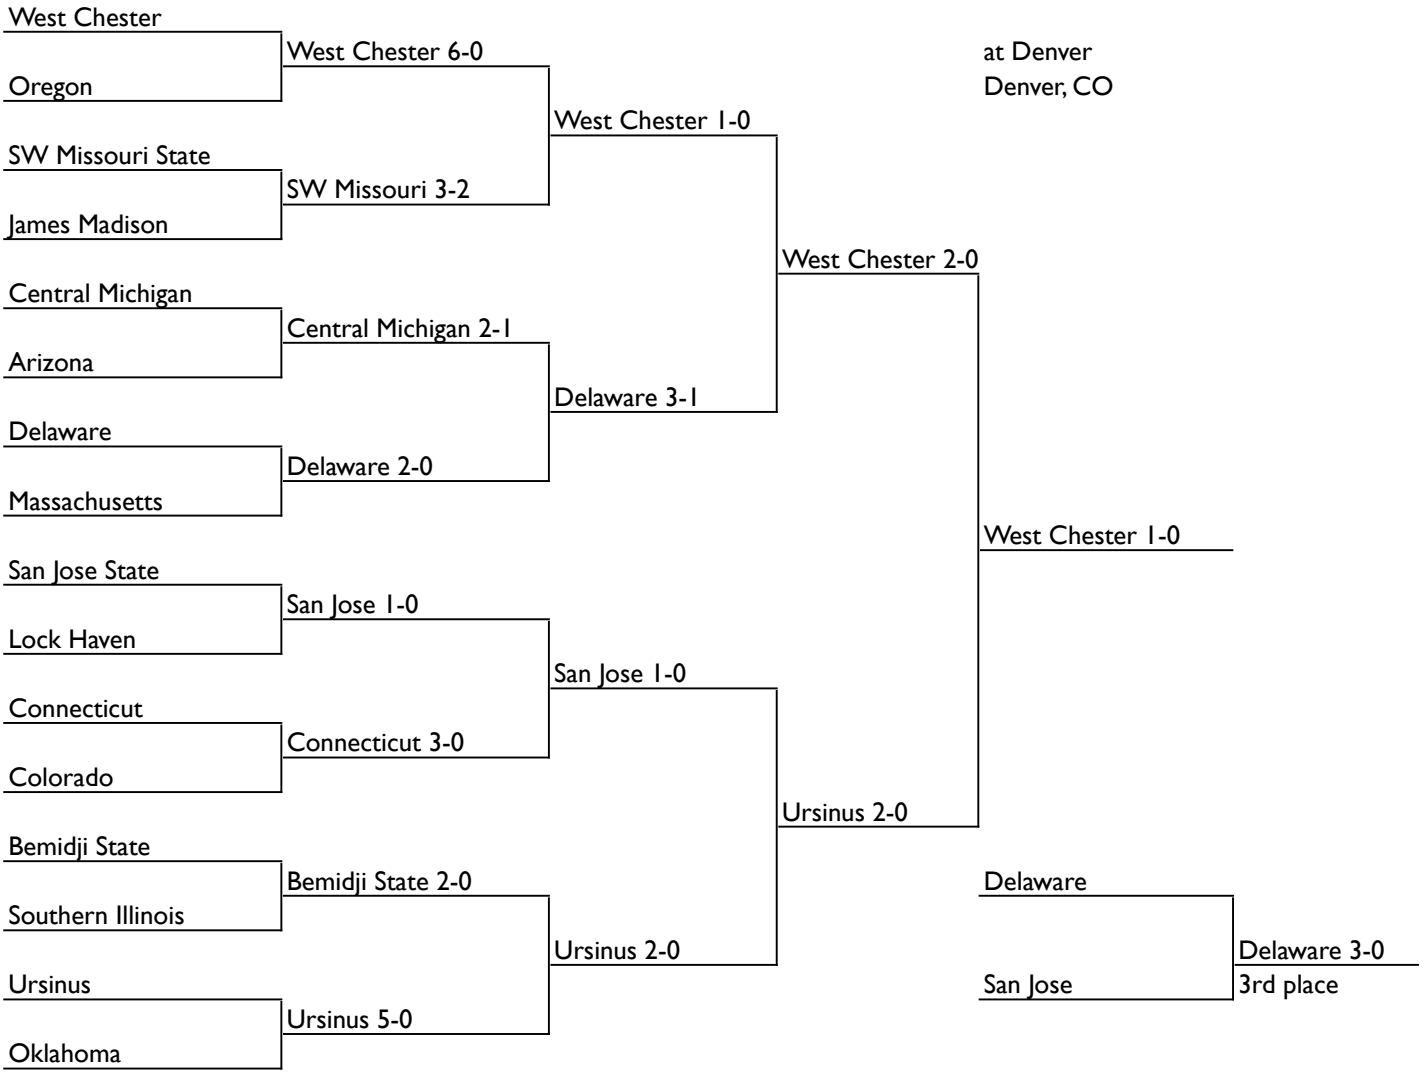 West Chester
West Chester 6-0
at Denver
Oregon
Denver, CO
West Chester 1-0
SW Missouri State
SW Missouri 3-2
James Madison
West Chester 2-0
Central Michigan
Central Michigan 2-1
Arizona
Delaware 3-1
Delaware
Delaware 2-0
Massachusetts
West Chester 1-0
San Jose State
San Jose 1-0
Lock Haven
San Jose 1-0
Connecticut
Connecticut 3-0
Colorado
Ursinus 2-0
Bemidji State
Bemidji State 2-0
Delaware
Southern Illinois
Ursinus 2-0
Delaware 3-0
Ursinus
San Jose
3rd place
Ursinus 5-0
Oklahoma